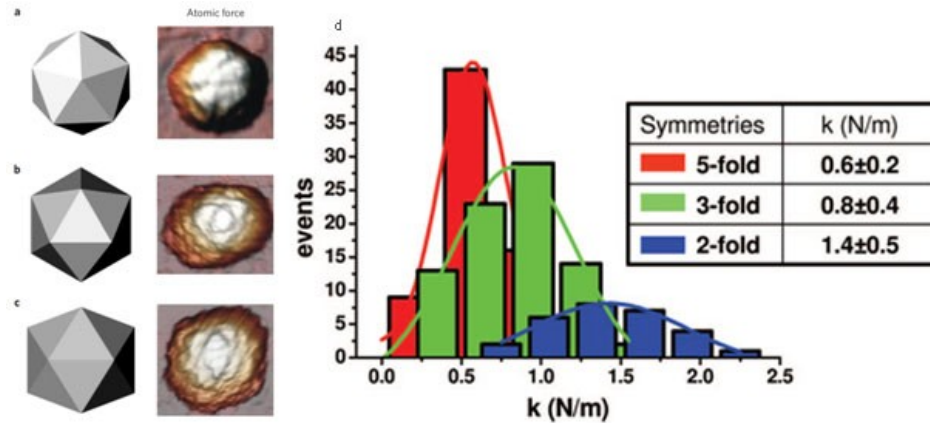 a
Atomic force
b
c
d
45
40
35
30
25
20
15
10
5
0
events
0.0 0.5 1.0 1.5 2.0 2.5
k (N/m)
Symmetries k (N/m)
5-fold 0.6±0.2
3-fold 0.8±0.4
2-fold 1.4±0.5